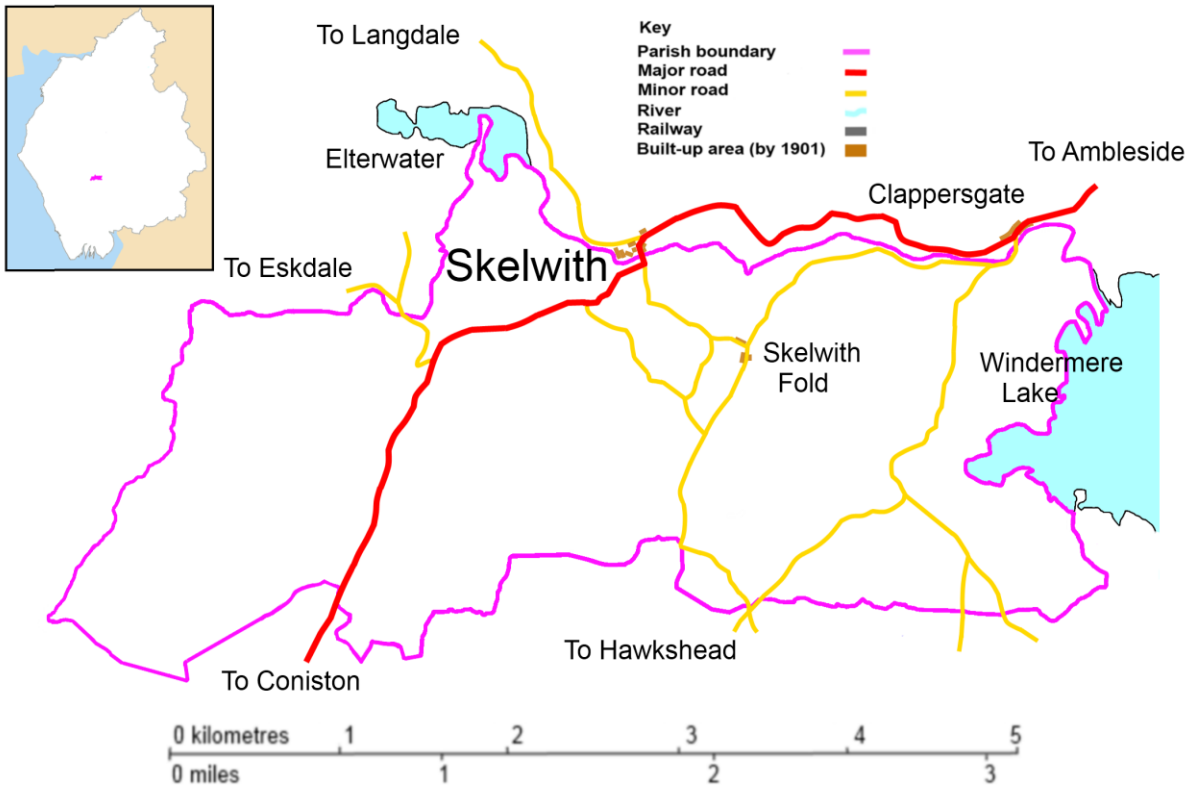 To Langdale
Key
Parish boundary
Major road
Minor road
River
Railway
Built-up area (by 1901)
To Ambleside
Elterwater
Clappersgate
To Eskdale
Skelwith
Skelwith
Fold
Windermere
Lake
To Hawkshead
To Coniston
0 kilometres 1 2 3 4 5
0 miles 1 2 3